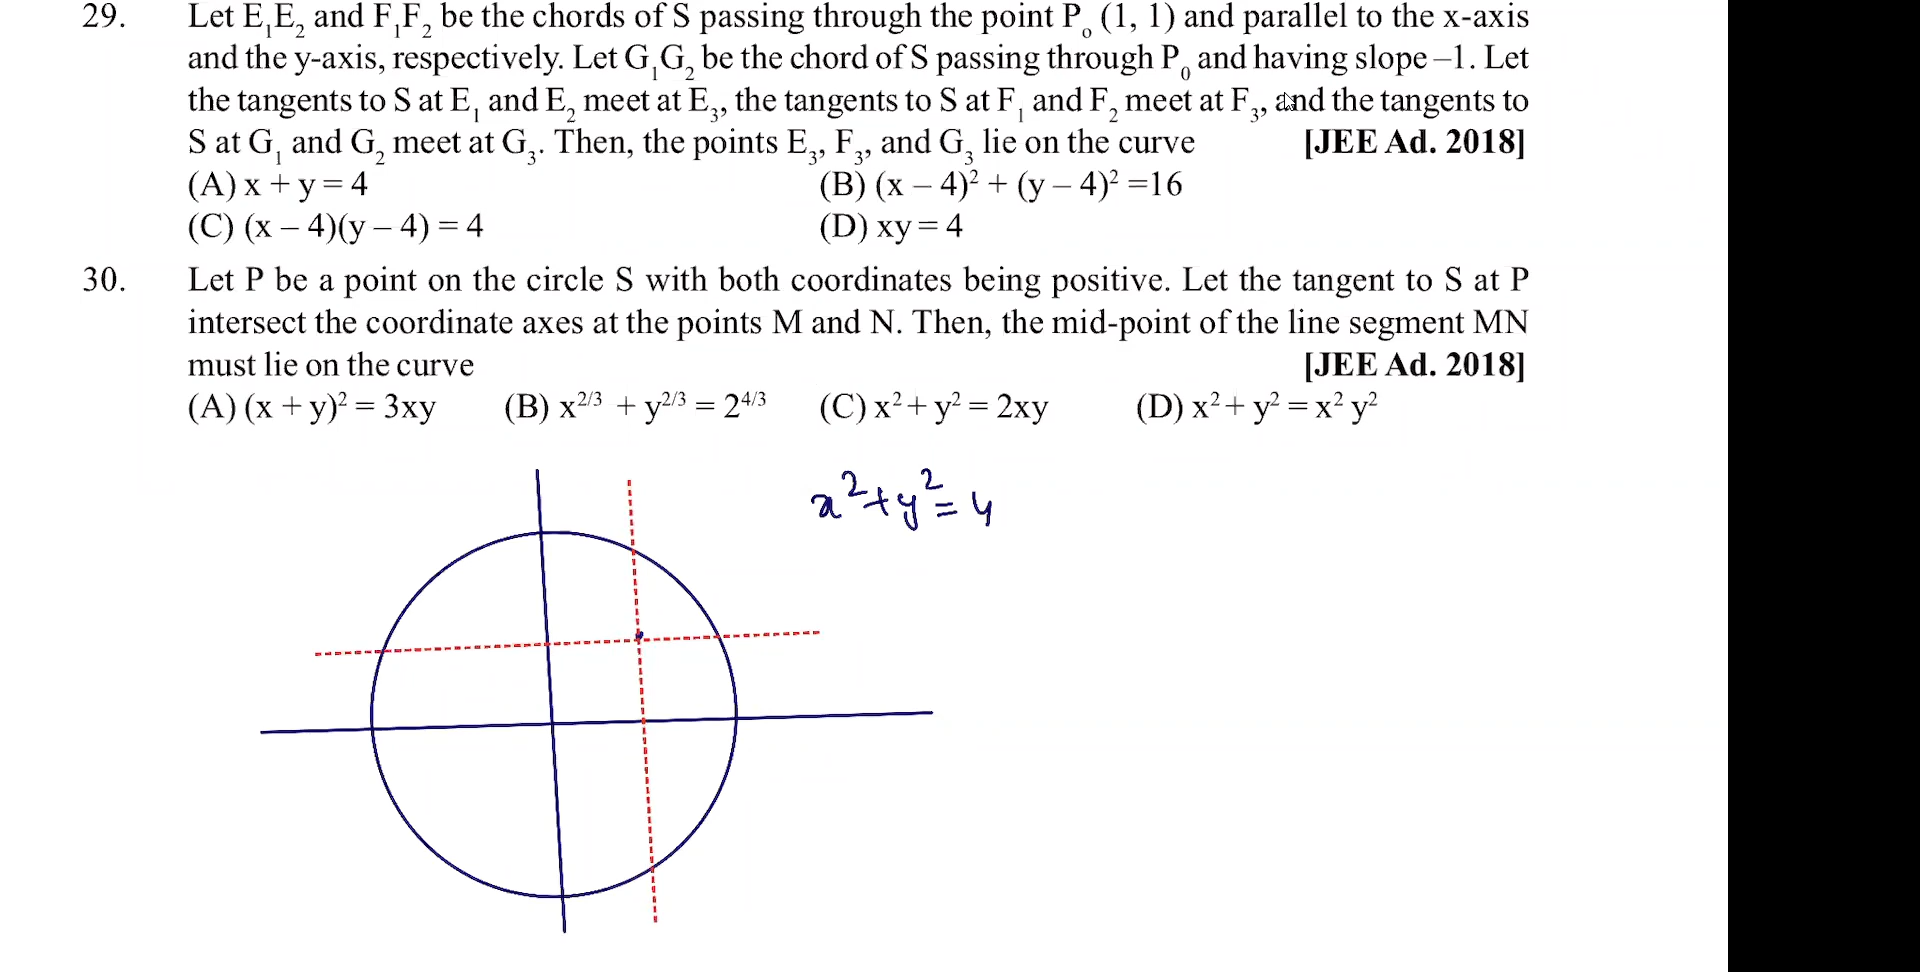 29. Let E₁E₂ and F₁F₂ be the chords of S passing through the point Pₒ (1, 1) and parallel to the x-axis
and the y-axis, respectively. Let G₁G₂ be the chord of S passing through P₀ and having slope –1. Let
the tangents to S at E₁ and E₂ meet at E₃, the tangents to S at F₁ and F₂ meet at F₃, and the tangents to
S at G₁ and G₂ meet at G₃. Then, the points E₃, F₃, and G₃ lie on the curve [JEE Ad. 2018]
(A) x + y = 4 (B) (x – 4)² + (y – 4)² =16
(C) (x – 4)(y – 4) = 4 (D) xy = 4
30. Let P be a point on the circle S with both coordinates being positive. Let the tangent to S at P
intersect the coordinate axes at the points M and N. Then, the mid-point of the line segment MN
must lie on the curve [JEE Ad. 2018]
(A) (x + y)² = 3xy (B) x^{2/3} + y^{2/3} = 2^{4/3} (C) x² + y² = 2xy (D) x² + y² = x² y²
x² + y² = 4